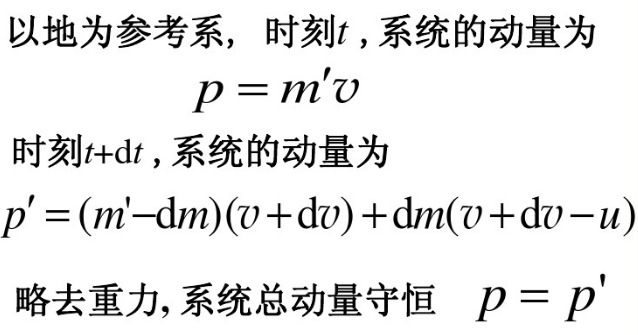 以地为参考系, 时刻t,系统的动量为
p = m'v
时刻t+dt,系统的动量为
p' = (m'−dm)(v+dv)+dm(v+dv−u)
略去重力,系统总动量守恒 p = p'